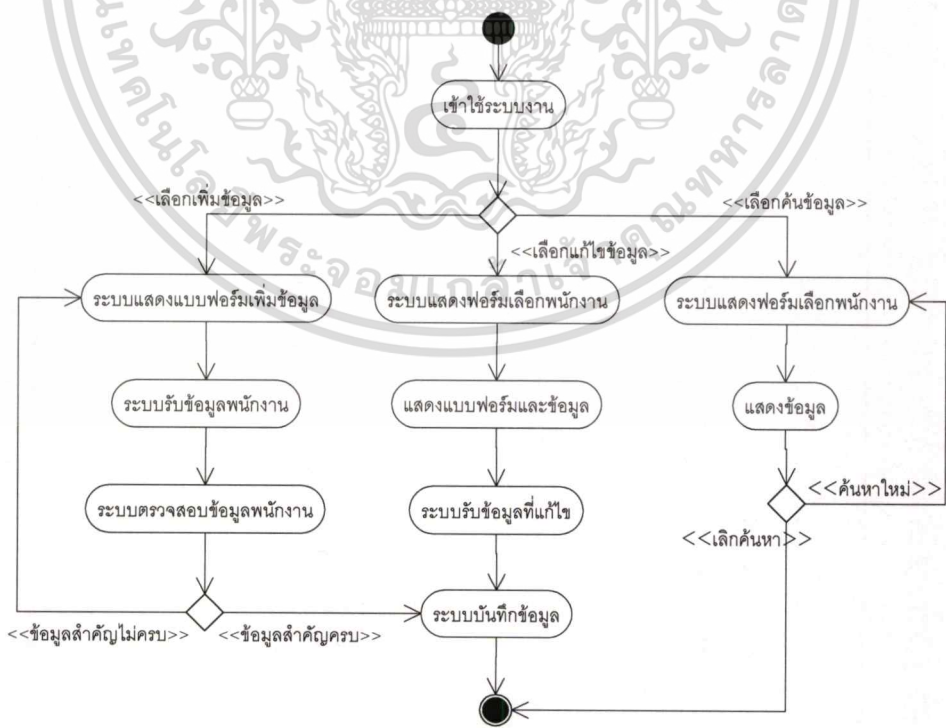 เข้าใช้ระบบงาน
<<เลือกเพิ่มข้อมูล>>
<<เลือกค้นข้อมูล>>
<<เลือกแก้ไขข้อมูล>>
ระบบแสดงแบบฟอร์มเพิ่มข้อมูล
ระบบแสดงฟอร์มเลือกพนักงาน
ระบบแสดงฟอร์มเลือกพนักงาน
ระบบรับข้อมูลพนักงาน
แสดงแบบฟอร์มและข้อมูล
แสดงข้อมูล
<<ค้นหาใหม่>>
ระบบตรวจสอบข้อมูลพนักงาน
ระบบรับข้อมูลที่แก้ไข
<<เลิกค้นหา>>
ระบบบันทึกข้อมูล
<<ข้อมูลสำคัญไม่ครบ>>
<<ข้อมูลสำคัญครบ>>